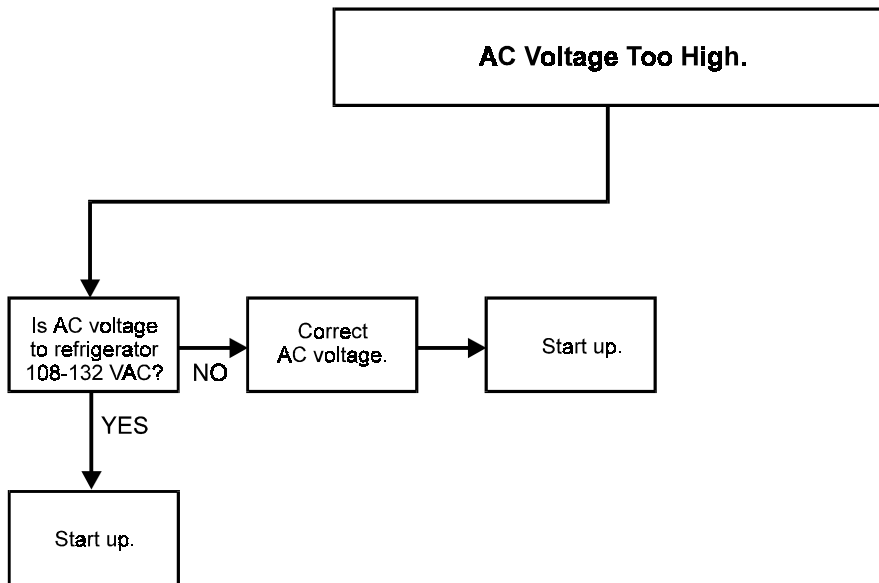 AC Voltage Too High.
Is AC voltage
to refrigerator
108-132 VAC?
NO
Correct
AC voltage.
Start up.
YES
Start up.